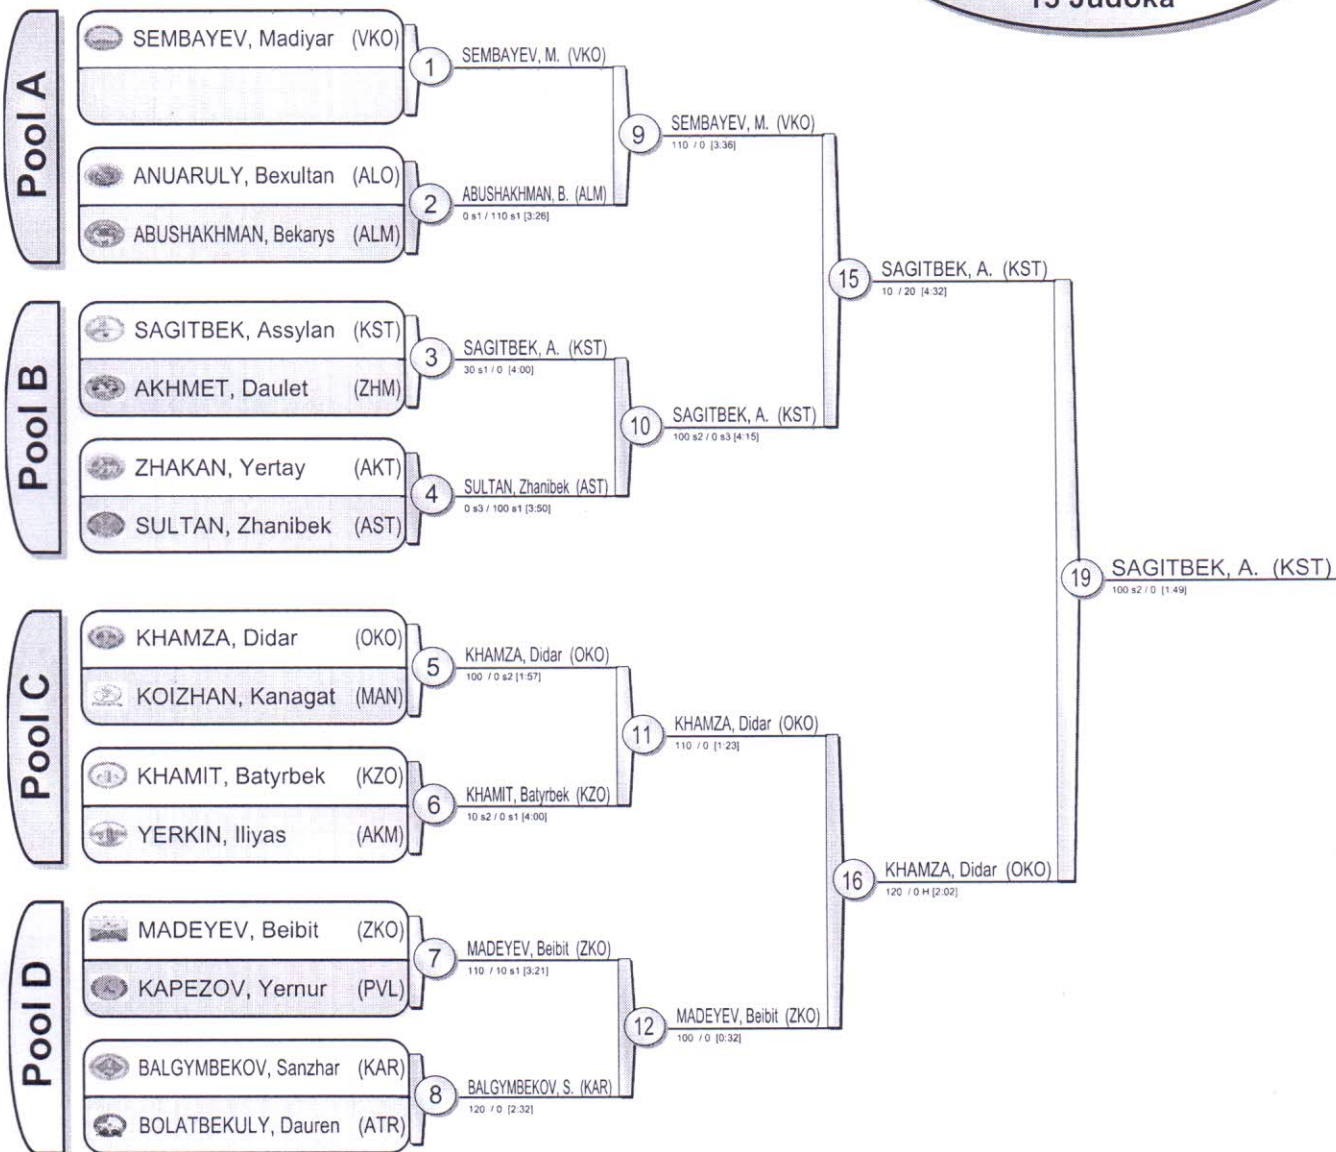 15 Judoka
Pool A
SEMBAYEV, Madiyar (VKO)
1
SEMBAYEV, M. (VKO)
ANUARULY, Bexultan (ALO)
ABUSHAKHMAN, Bekarys (ALM)
2
ABUSHAKHMAN, B. (ALM)
0 s1 / 110 s1 [3:26]
9
SEMBAYEV, M. (VKO)
110 / 0 [3:36]
Pool B
SAGITBEK, Assylan (KST)
AKHMET, Daulet (ZHM)
3
SAGITBEK, A. (KST)
30 s1 / 0 [4:00]
ZHAKAN, Yertay (AKT)
SULTAN, Zhanibek (AST)
4
SULTAN, Zhanibek (AST)
0 s3 / 100 s1 [3:50]
10
SAGITBEK, A. (KST)
100 s2 / 0 s3 [4:15]
15
SAGITBEK, A. (KST)
10 / 20 [4:32]
Pool C
KHAMZA, Didar (OKO)
KOIZHAN, Kanagat (MAN)
5
KHAMZA, Didar (OKO)
100 / 0 s2 [1:57]
KHAMIT, Batyrbek (KZO)
YERKIN, Iliyas (AKM)
6
KHAMIT, Batyrbek (KZO)
10 s2 / 0 s1 [4:00]
11
KHAMZA, Didar (OKO)
110 / 0 [1:23]
Pool D
MADEYEV, Beibit (ZKO)
KAPEZOV, Yernur (PVL)
7
MADEYEV, Beibit (ZKO)
110 / 10 s1 [3:21]
BALGYMBEKOV, Sanzhar (KAR)
BOLATBEKULY, Dauren (ATR)
8
BALGYMBEKOV, S. (KAR)
120 / 0 [2:32]
12
MADEYEV, Beibit (ZKO)
100 / 0 [0:32]
16
KHAMZA, Didar (OKO)
120 / 0 H [2:02]
19
SAGITBEK, A. (KST)
100 s2 / 0 [1:49]